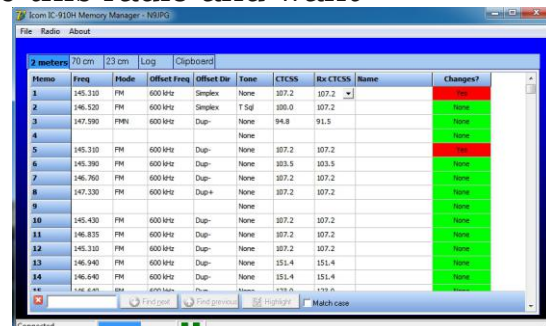 Icom IC-910H Memory Manager - N9JPG
File Radio About
2 meters 70 cm 23 cm Log Clipboard
Memo Freq Mode Offset Freq Offset Dir Tone CTCSS Rx CTCSS Name Changes?
1 145.310 FM 600 kHz Simplex None 107.2 107.2 Yes
2 146.520 FM 600 kHz Simplex T Sql 100.0 107.2 None
3 147.590 FMN 600 kHz Dup- None 94.8 91.5 None
4 None None
5 145.310 FM 600 kHz Dup- None 107.2 107.2 Yes
6 145.390 FM 600 kHz Dup- None 103.5 103.5 None
7 146.760 FM 600 kHz Dup- None 107.2 107.2 None
8 147.330 FM 600 kHz Dup+ None 107.2 107.2 None
9 None None
10 145.430 FM 600 kHz Dup- None 107.2 107.2 None
11 146.835 FM 600 kHz Dup- None 107.2 107.2 None
12 145.310 FM 600 kHz Dup- None 107.2 107.2 None
13 146.940 FM 600 kHz Dup- None 151.4 151.4 None
14 146.640 FM 600 kHz Dup- None 151.4 151.4 None
Find next Find previous Highlight Match case
Connected